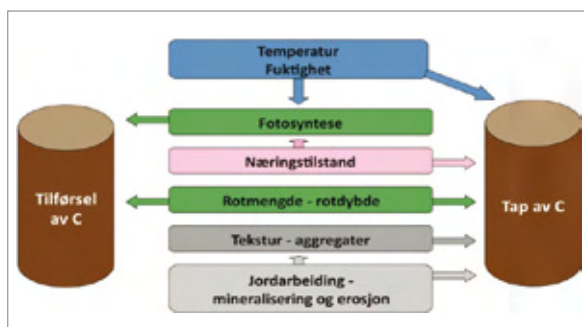 Temperatur
Fuktighet
Fotosyntese
Næringstilstand
Tilførsel
av C
Rotmengde - rotdybde
Tap av C
Tekstur - aggregater
Jordarbeiding -
mineralisering og erosjon